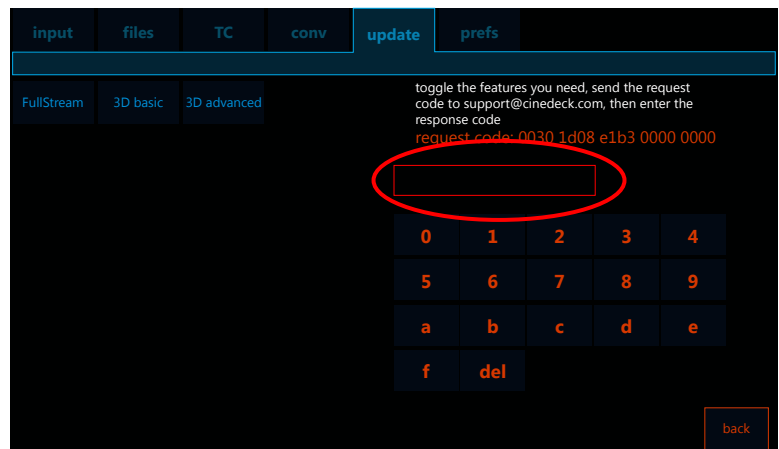 input files TC conv update prefs
FullStream 3D basic 3D advanced
toggle the features you need, send the request
code to support@cinedeck.com, then enter the
response code
request code: 0030 1d08 e1b3 0000 0000
0 1 2 3 4
5 6 7 8 9
a b c d e
f del
back